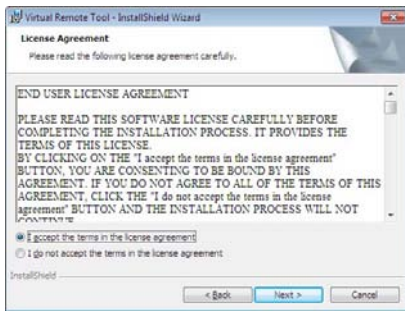 Virtual Remote Tool - InstallShield Wizard
License Agreement
Please read the following license agreement carefully.
END USER LICENSE AGREEMENT
PLEASE READ THIS SOFTWARE LICENSE CAREFULLY BEFORE
COMPLETING THE INSTALLATION PROCESS. IT PROVIDES THE
TERMS OF THIS LICENSE.
BY CLICKING ON THE "I accept the terms in the license agreement"
BUTTON, YOU ARE CONSENTING TO BE BOUND BY THIS
AGREEMENT. IF YOU DO NOT AGREE TO ALL OF THE TERMS OF THIS
AGREEMENT, CLICK THE "I do not accept the terms in the license
agreement" BUTTON AND THE INSTALLATION PROCESS WILL NOT
CONTINUE
I accept the terms in the license agreement
I do not accept the terms in the license agreement
InstallShield
< Back
Next >
Cancel